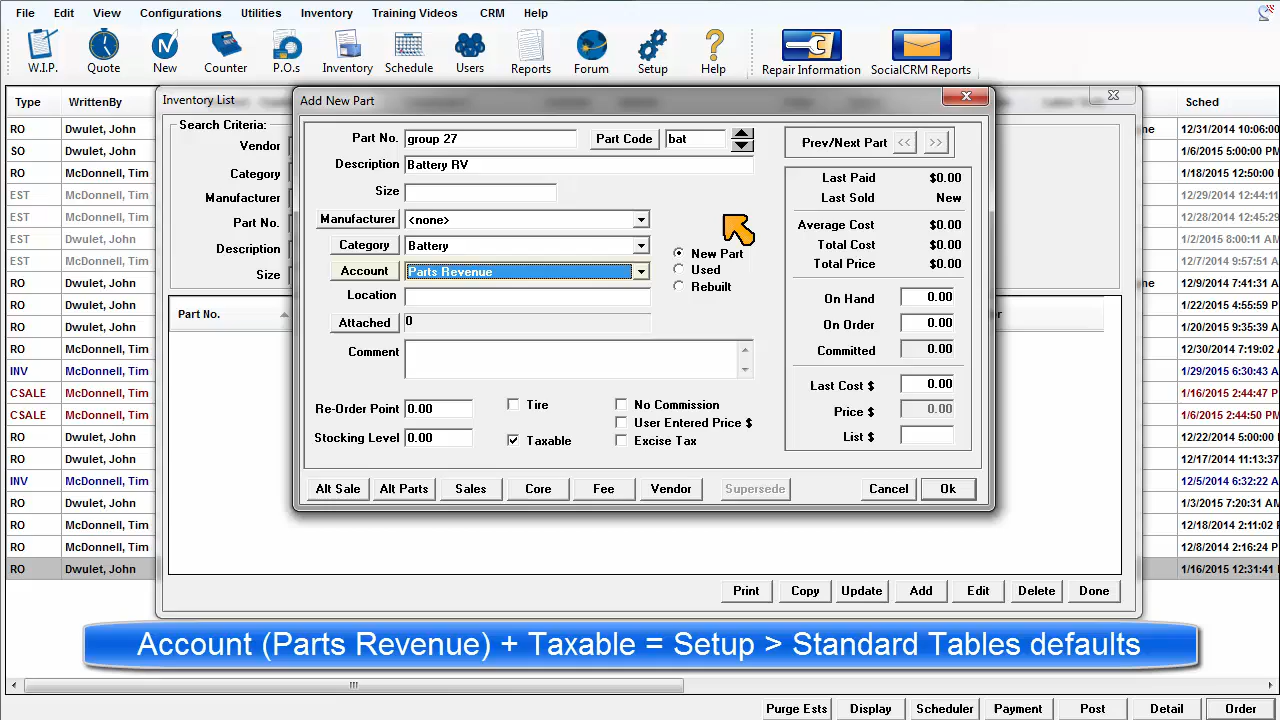 File Edit View Configurations Utilities Inventory Training Videos CRM Help
W.I.P. Quote New Counter P.O.s Inventory Schedule Users Reports Forum Setup Help Repair Information SocialCRM Reports
Type WrittenBy
Inventory List
Search Criteria:
Vendor
Category
Manufacturer
Part No.
Description
Size
Part No.
Add New Part
Part No. group 27 Part Code bat
Description Battery RV
Size
Manufacturer <none>
Category Battery
Account Parts Revenue
Location
Attached 0
Comment
New Part
Used
Rebuilt
Re-Order Point 0.00
Stocking Level 0.00
Tire
Taxable
No Commission
User Entered Price $
Excise Tax
Prev/Next Part << >>
Last Paid $0.00
Last Sold New
Average Cost $0.00
Total Cost $0.00
Total Price $0.00
On Hand 0.00
On Order 0.00
Committed 0.00
Last Cost $ 0.00
Price $ 0.00
List $
Alt Sale Alt Parts Sales Core Fee Vendor Supersede Cancel Ok
Sched
RO Dwulet, John 12/31/2014 10:06:00
SO Dwulet, John 1/6/2015 5:00:00 PM
RO McDonnell, Tim 1/18/2015 12:50:00 P
EST McDonnell, Tim 12/29/2014 12:44:11
EST McDonnell, Tim 12/28/2014 12:45:29
EST McDonnell, Tim 1/2/2015 8:00:11 AM
EST McDonnell, Tim 12/7/2014 9:57:51 A
RO Dwulet, John 12/9/2014 7:41:31 A
RO Dwulet, John 1/22/2015 4:55:59 P
RO Dwulet, John 1/20/2015 9:35:39 A
RO McDonnell, Tim 12/30/2014 7:19:02 A
INV McDonnell, Tim 1/29/2015 6:30:43 A
CSALE McDonnell, Tim 1/16/2015 2:44:47 P
CSALE McDonnell, Tim 1/6/2015 2:44:50 PM
RO Dwulet, John 12/22/2014 5:00:00 P
RO Dwulet, John 12/17/2014 11:13:37
INV McDonnell, Tim 12/5/2014 6:32:22 A
RO Dwulet, John 1/3/2015 7:20:31 A
RO McDonnell, Tim 12/18/2014 2:11:02 P
RO McDonnell, Tim 12/8/2014 2:16:24 P
RO Dwulet, John 1/16/2015 12:31:41 P
Print Copy Update Add Edit Delete Done
Account (Parts Revenue) + Taxable = Setup > Standard Tables defaults
Purge Ests Display Scheduler Payment Post Detail Order